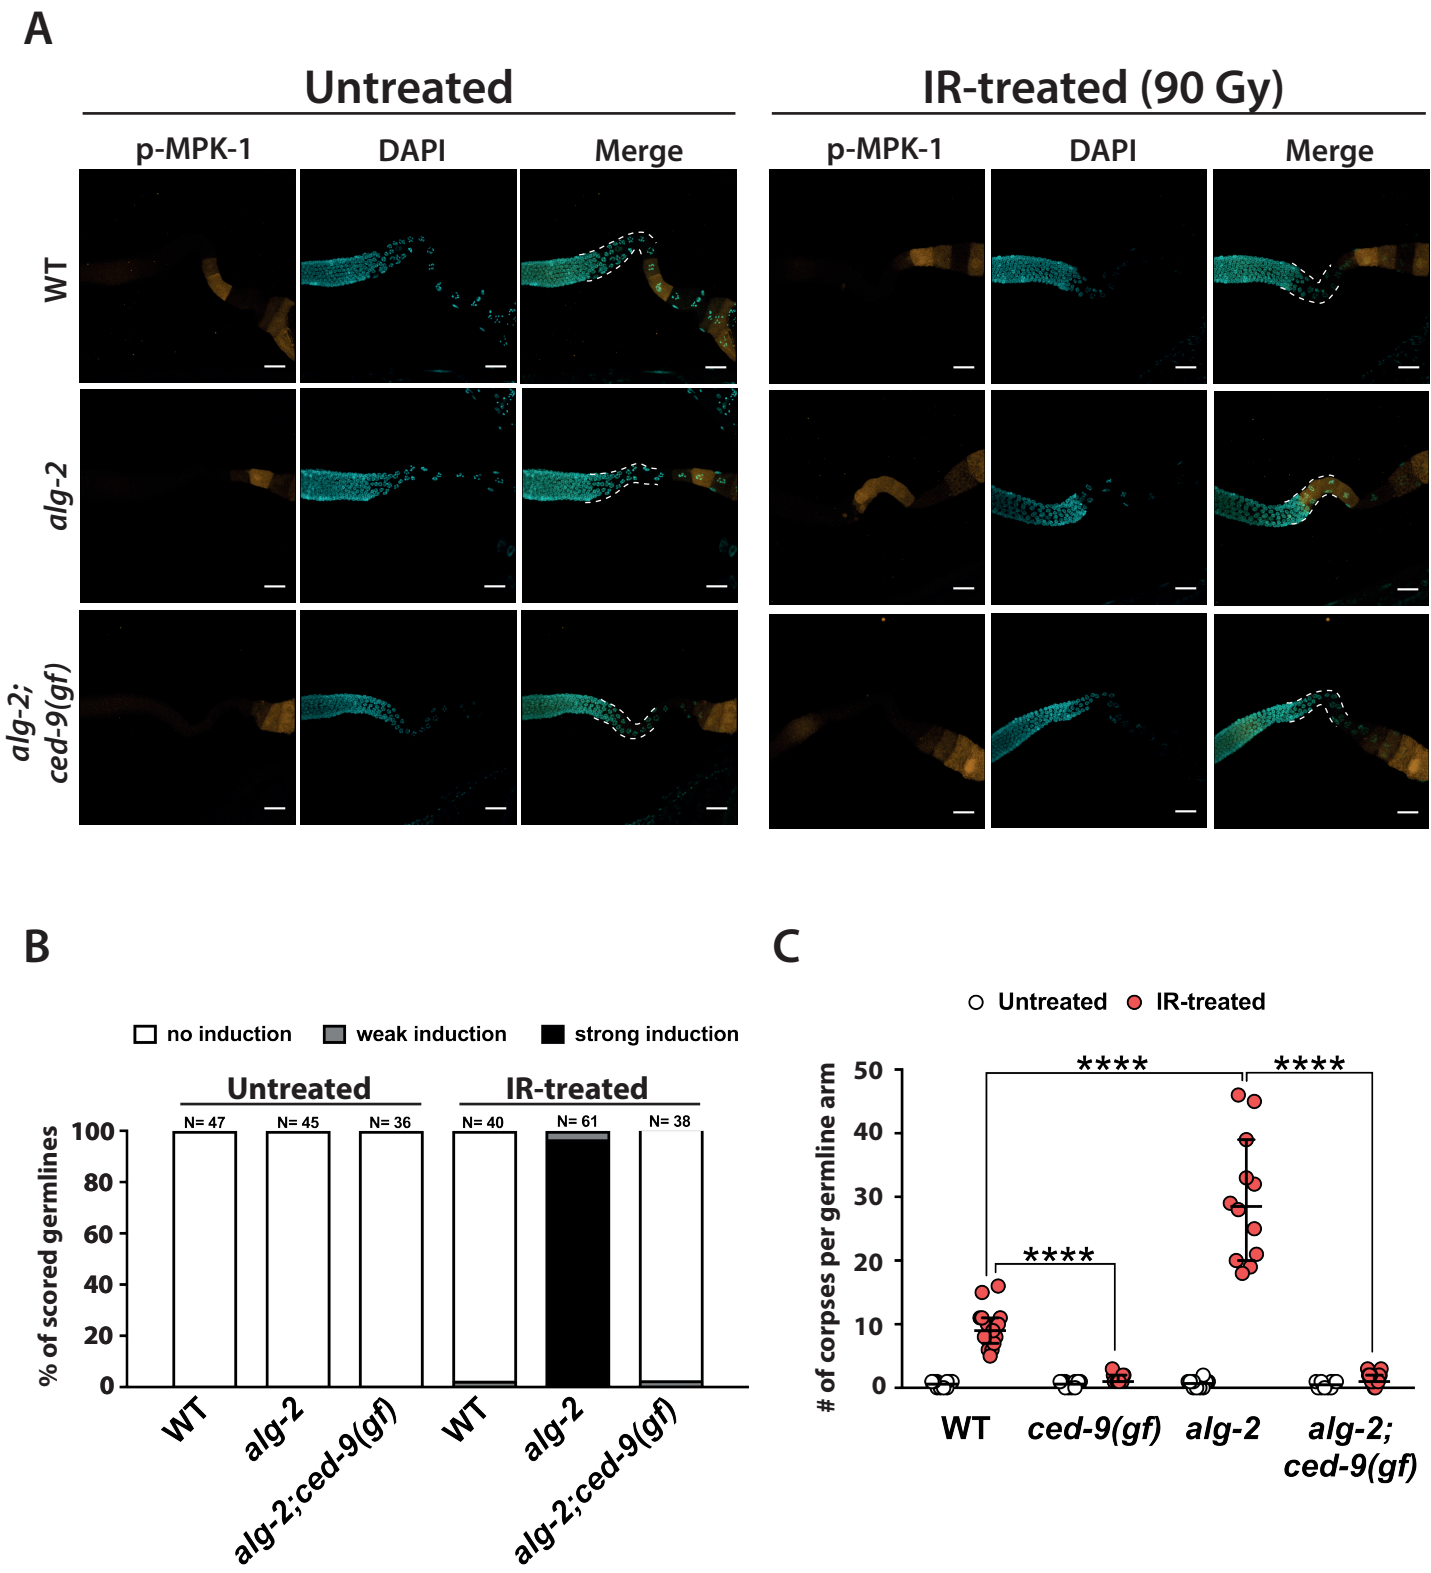 A
Untreated
IR-treated (90 Gy)
p-MPK-1
DAPI
Merge
p-MPK-1
DAPI
Merge
WT
alg-2
alg-2;
ced-9(gf)
B
no induction
weak induction
strong induction
Untreated
IR-treated
N= 47
N= 45
N= 36
N= 40
N= 61
N= 38
% of scored germlines
100
80
60
40
20
0
WT
alg-2
alg-2;ced-9(gf)
WT
alg-2
alg-2;ced-9(gf)
C
Untreated
IR-treated
# of corpses per germline arm
50
40
30
20
10
0
****
****
****
WT
ced-9(gf)
alg-2
alg-2;
ced-9(gf)